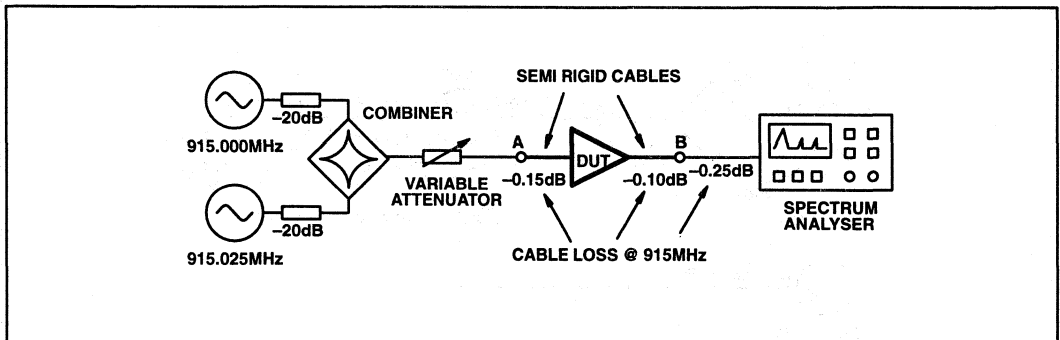 SEMI RIGID CABLES
COMBINER
–20dB
915.000MHz
A
B
DUT
–0.15dB
–0.10dB
–0.25dB
VARIABLE
ATTENUATOR
–20dB
915.025MHz
SPECTRUM
ANALYSER
CABLE LOSS @ 915MHz